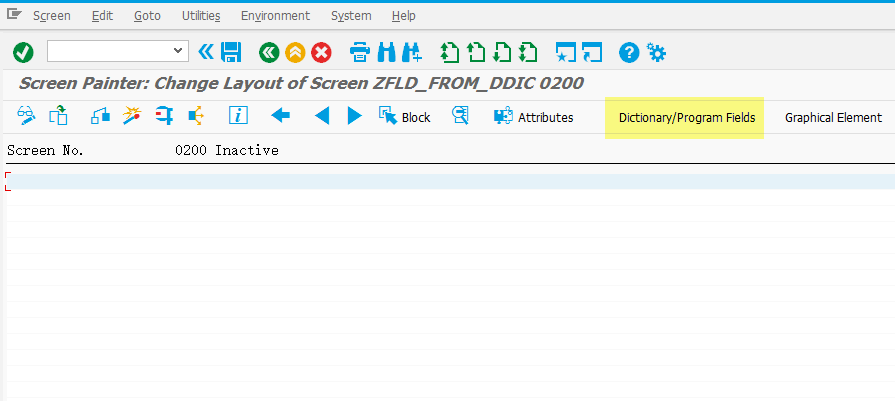 Screen Edit Goto Utilities Environment System Help
Screen Painter: Change Layout of Screen ZFLD_FROM_DDIC 0200
Block Attributes Dictionary/Program Fields Graphical Element
Screen No. 0200 Inactive